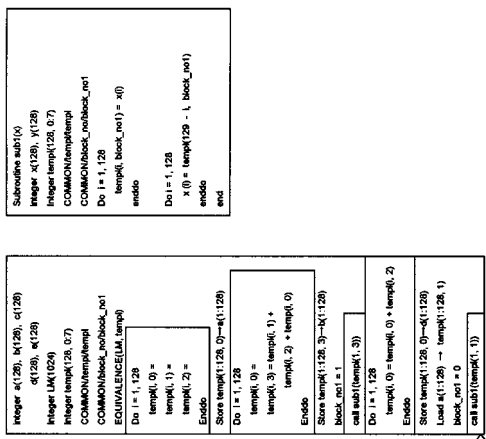 Subroutine sub1(x)
Integer x(128), y(128)
Integer templ(128, 0:7)
COMMON/templ/templ
COMMON/block_no/block_no1
Do i = 1, 128
templ(i, block_no1) = x(i)
enddo
Do i = 1, 128
x (i) = templ(129 - i, block_no1)
enddo
end
Integer a(128), b(128), c(128)
d(128), e(128)
Integer LM(1024)
Integer templ(128, 0:7)
COMMON/templ/templ
COMMON/block_no/block_no1
EQUIVALENCE(LM, templ)
Do i = 1, 128
templ(i, 0) =
templ(i, 1) =
templ(i, 2) =
Enddo
Store templ(1:128, 0)→a(1:128)
Do i = 1, 128
templ(i, 0) =
templ(i, 3) = templ(i, 1) +
templ(i, 2) + templ(i, 0)
Enddo
Store templ(1:128, 3)→b(1:128)
block_no1 = 1
call sub1(templ(1, 3))
Do i = 1, 128
templ(i, 0) = templ(i, 0) + templ(i, 2)
Enddo
Store templ(1:128, 0)→d(1:128)
Load a(1:128) → templ(1:128, 1)
block_no1 = 0
call sub1(templ(1, 1))